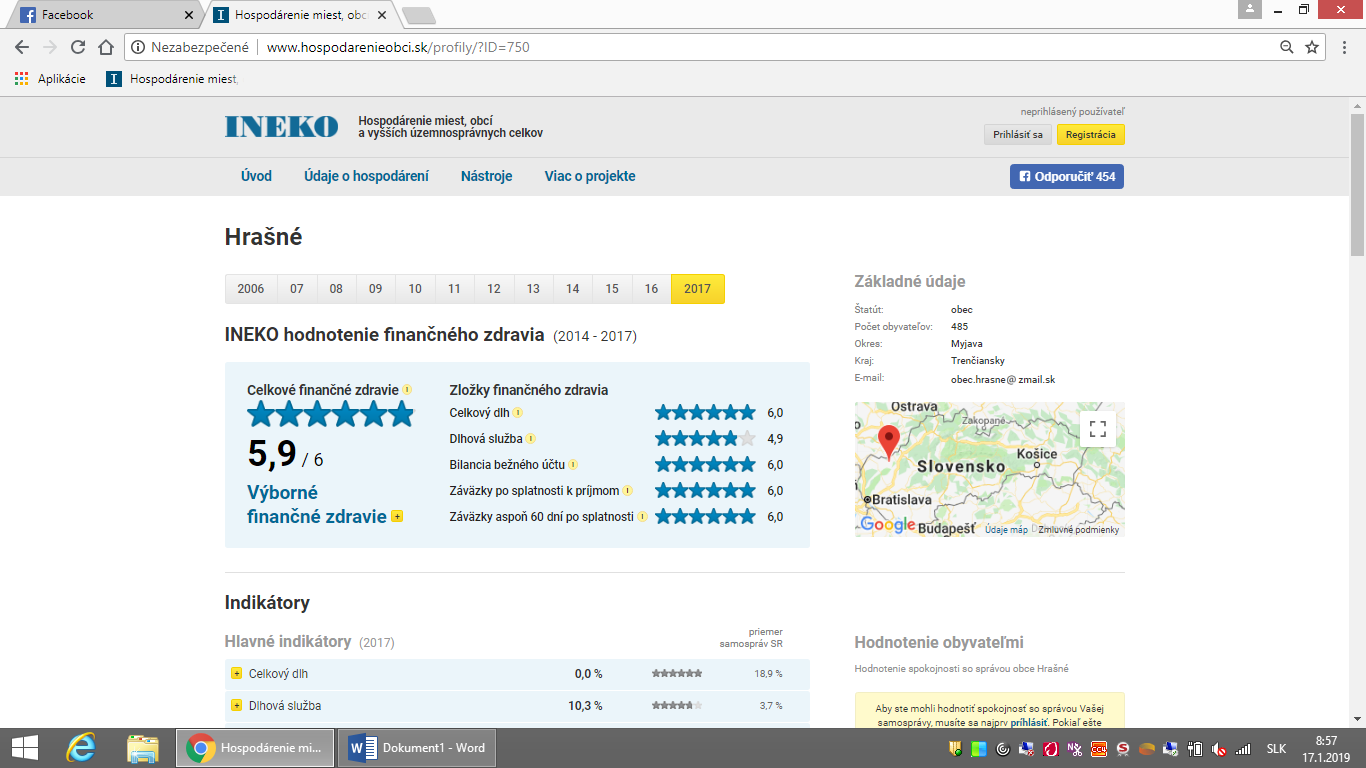 Facebook
Hospodárenie miest, obcí
Nezabezpečené
www.hospodarenieobci.sk/profily/?ID=750
Aplikácie
Hospodárenie miest,
INEKO
Hospodárenie miest, obcí
a vyšších územnosprávnych celkov
neprihlásený používateľ
Prihlásiť sa
Registrácia
Úvod
Údaje o hospodárení
Nástroje
Viac o projekte
Odporučiť 454
Hrašné
2006 07 08 09 10 11 12 13 14 15 16 2017
INEKO hodnotenie finančného zdravia (2014 - 2017)
Celkové finančné zdravie
5,9 / 6
Výborné
finančné zdravie
Zložky finančného zdravia
Celkový dlh 6,0
Dlhová služba 4,9
Bilancia bežného účtu 6,0
Záväzky po splatnosti k príjmom 6,0
Záväzky aspoň 60 dní po splatnosti 6,0
Základné údaje
Štatút: obec
Počet obyvateľov: 485
Okres: Myjava
Kraj: Trenčiansky
E-mail: obec.hrasne@ zmail.sk
Ostrava
Zakopané
Košice
Slovensko
Bratislava
Google
Budapešť
Údaje máp
Zmluvné podmienky
Indikátory
Hlavné indikátory (2017)
priemer
samospráv SR
Celkový dlh 0,0 % 18,9 %
Dlhová služba 10,3 % 3,7 %
Hodnotenie obyvateľmi
Hodnotenie spokojnosti so správou obce Hrašné
Aby ste mohli hodnotiť spokojnosť so správou Vašej
samosprávy, musíte sa najprv prihlásiť. Pokiaľ ešte
Hospodárenie mi...
Dokument1 - Word
SLK
8:57
17.1.2019